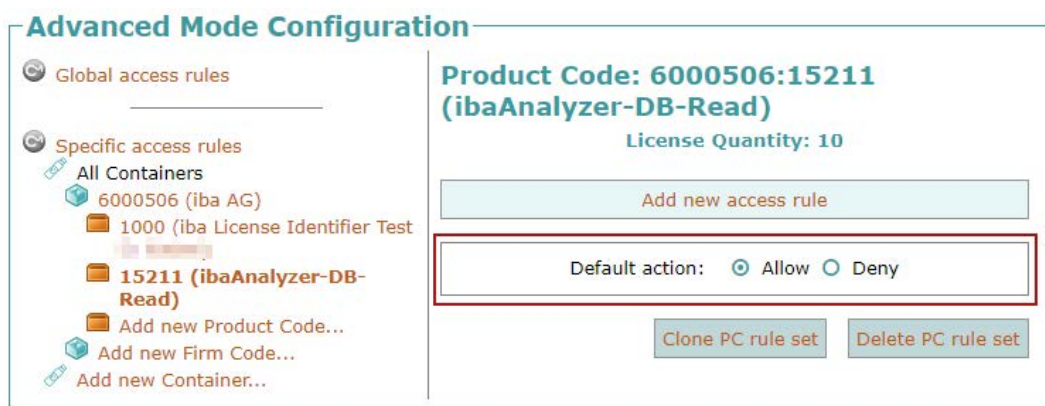 Advanced Mode Configuration
Global access rules
Specific access rules
All Containers
6000506 (iba AG)
1000 (iba License Identifier Test
15211 (ibaAnalyzer-DB-
Read)
Add new Product Code...
Add new Firm Code...
Add new Container...
Product Code: 6000506:15211
(ibaAnalyzer-DB-Read)
License Quantity: 10
Add new access rule
Default action: Allow Deny
Clone PC rule set Delete PC rule set